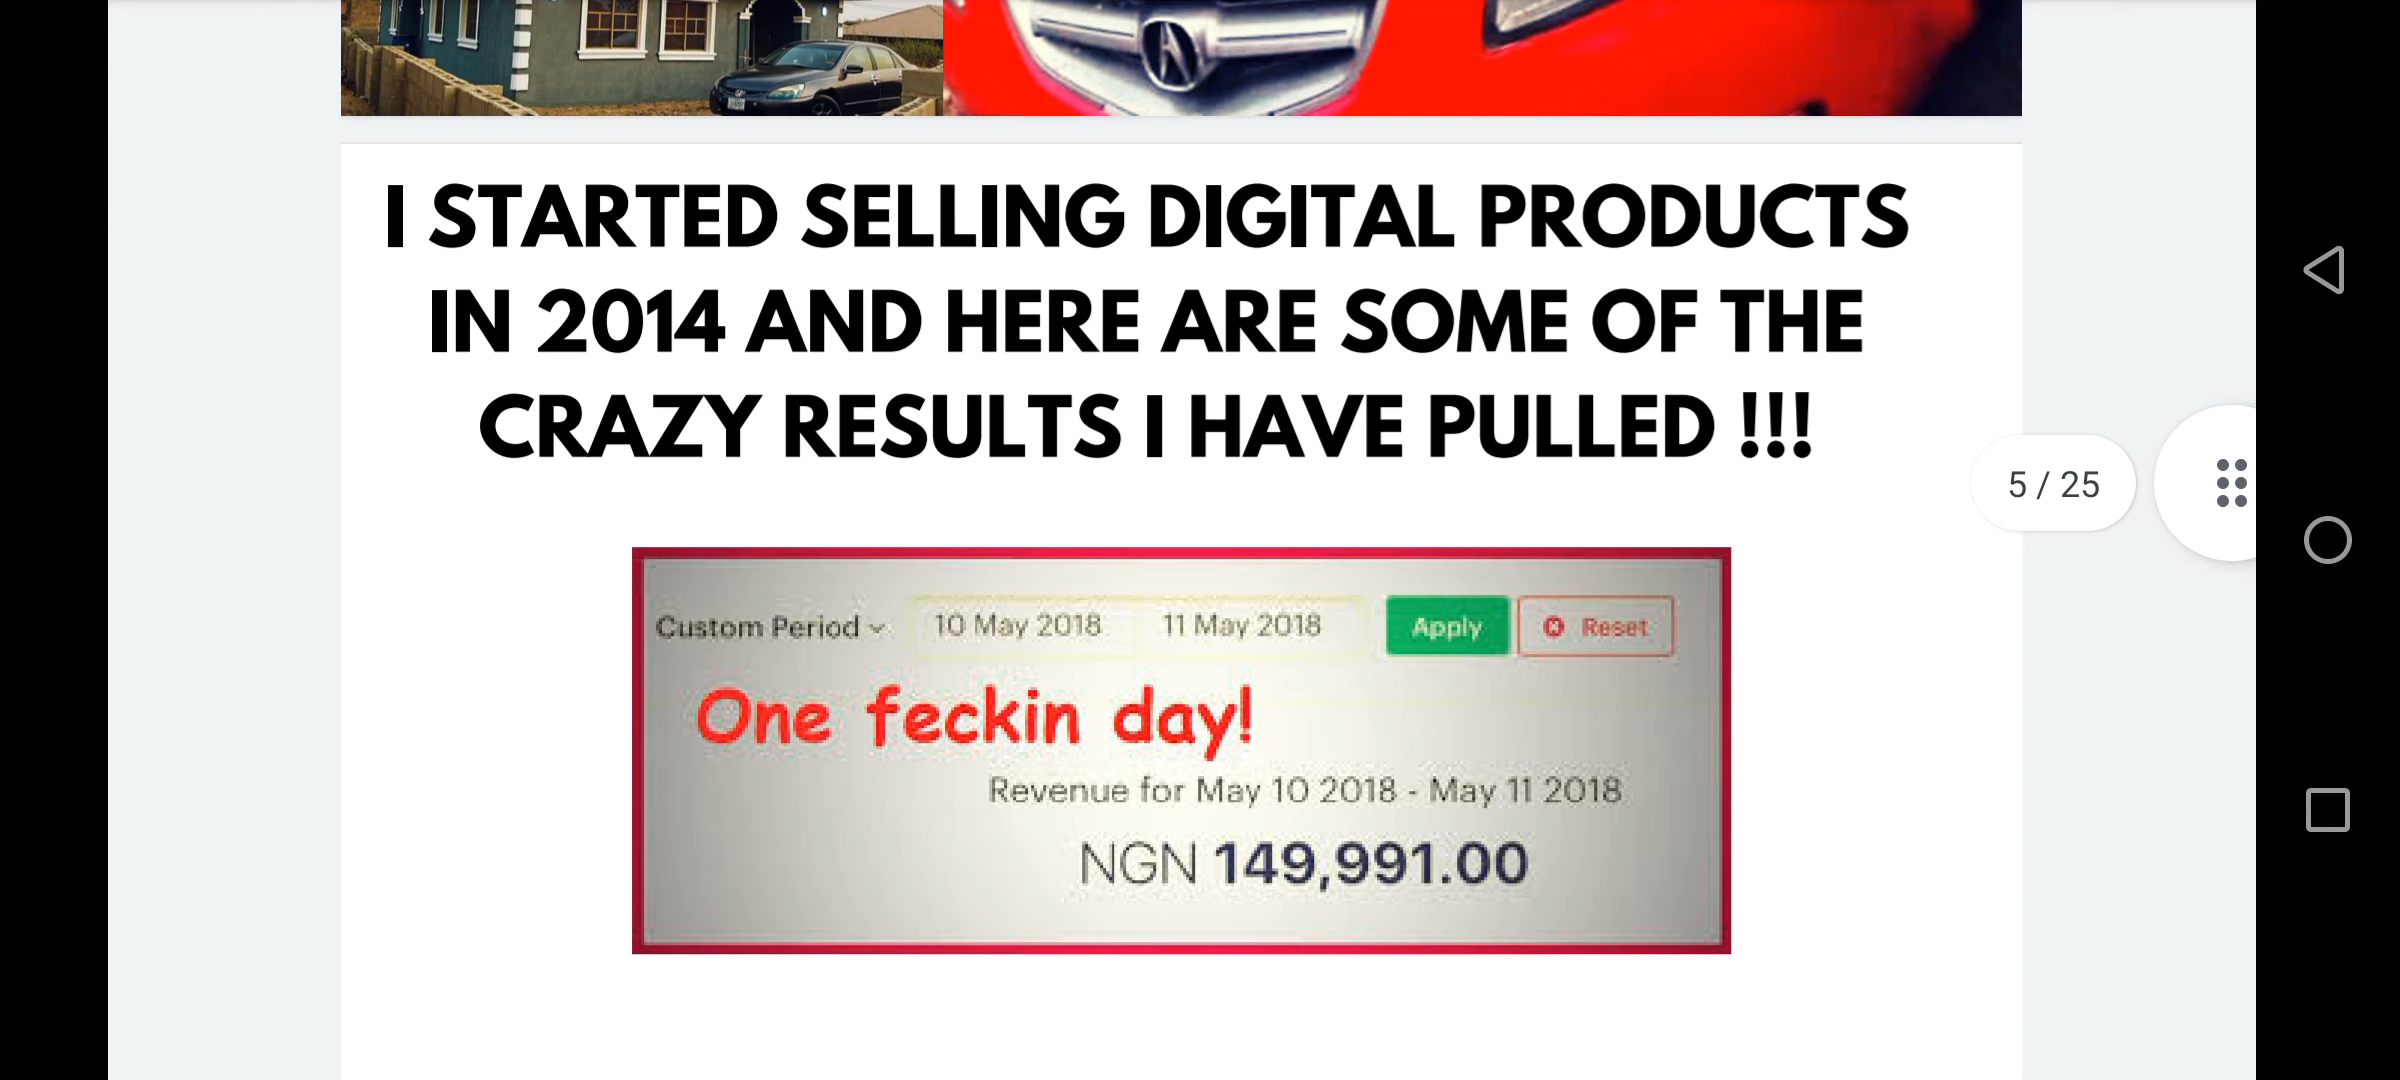 I STARTED SELLING DIGITAL PRODUCTS
IN 2014 AND HERE ARE SOME OF THE
CRAZY RESULTS I HAVE PULLED !!!
5 / 25
Custom Period 10 May 2018 11 May 2018 Apply Reset
One feckin day!
Revenue for May 10 2018 - May 11 2018
NGN 149,991.00